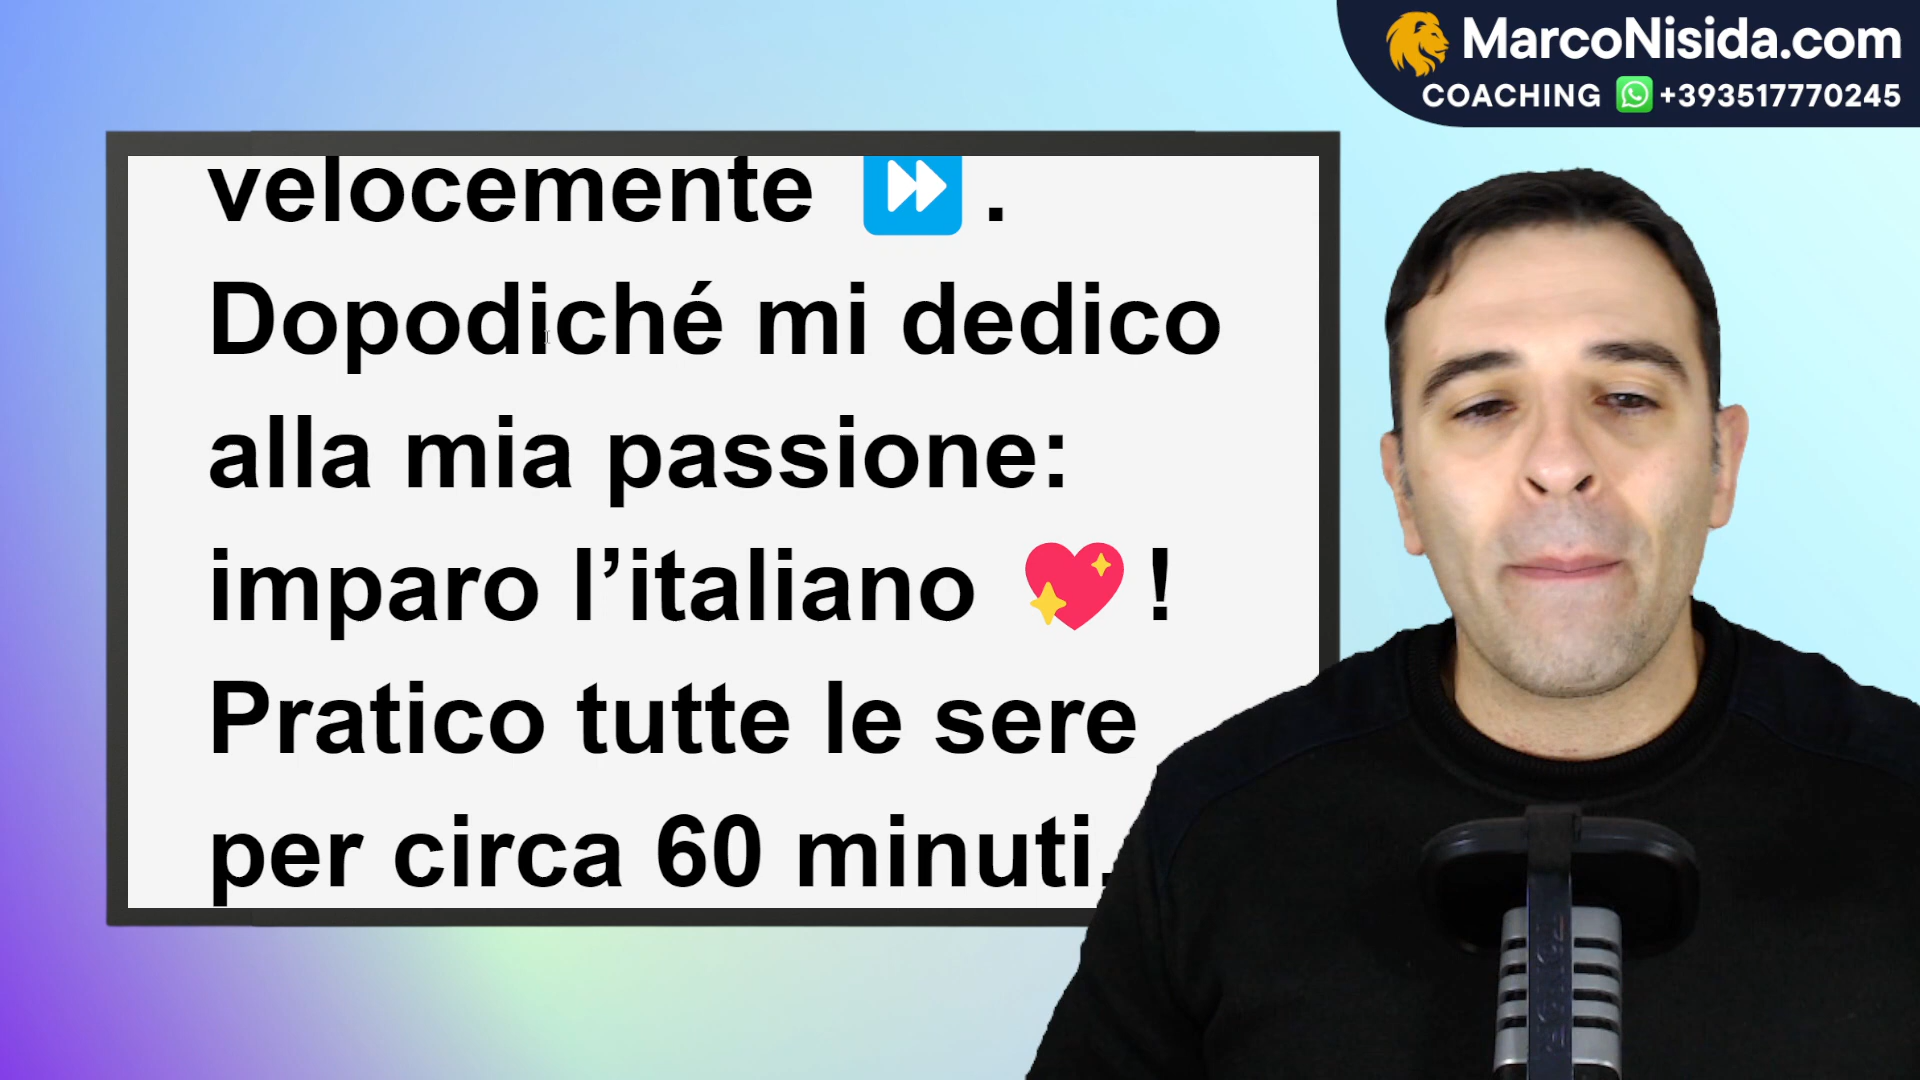 MarcoNisida.com
COACHING +393517770245
velocemente ⏩.
Dopodiché mi dedico
alla mia passione:
imparo l’italiano 💖!
Pratico tutte le sere
per circa 60 minuti.